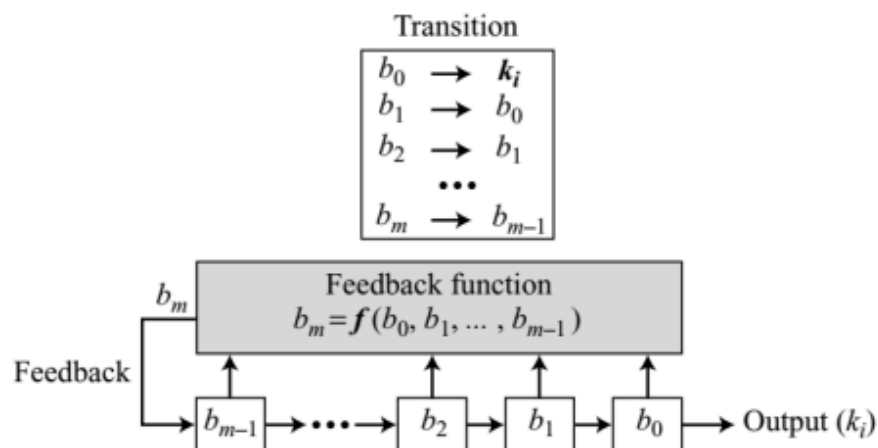 Transition
b₀ → kᵢ
b₁ → b₀
b₂ → b₁
•••
bₘ → bₘ₋₁
Feedback function
bₘ = f (b₀, b₁, ... , bₘ₋₁)
bₘ
Feedback
bₘ₋₁ •••• b₂ b₁ b₀ Output (kᵢ)